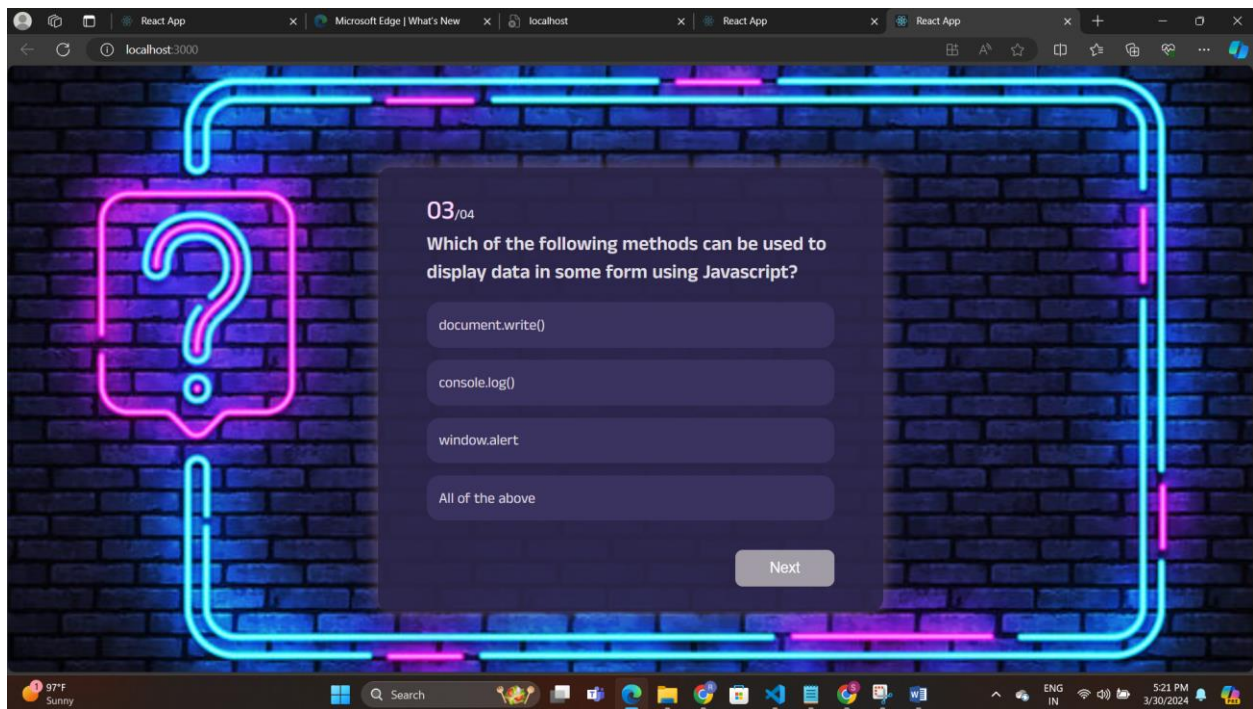 React App
Microsoft Edge | What's New
localhost
React App
React App
localhost:3000
03/04
Which of the following methods can be used to
display data in some form using Javascript?
document.write()
console.log()
window.alert
All of the above
Next
1
97°F
Sunny
Search
ENG
IN
5:21 PM
3/30/2024